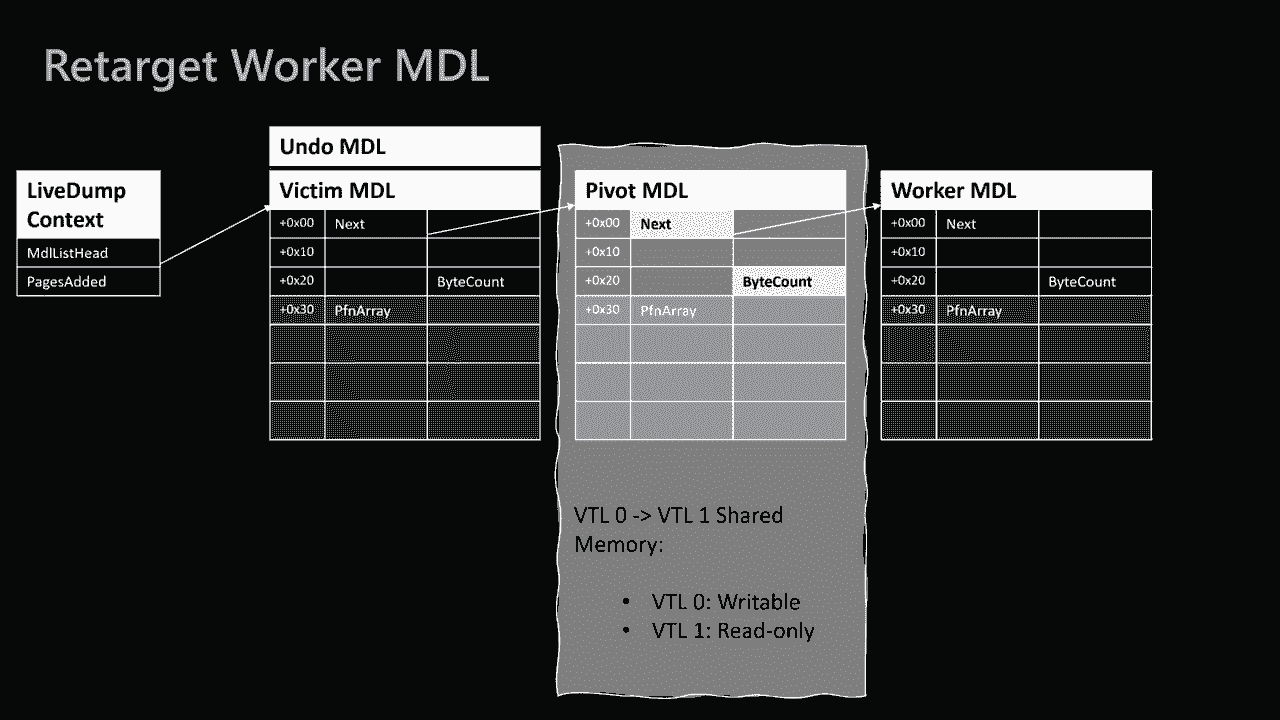 Retarget Worker MDL
Undo MDL
LiveDump
Context
MdlListHead
PagesAdded
Victim MDL
+0x00 Next
+0x10
+0x20 ByteCount
+0x30 PfnArray
Pivot MDL
+0x00 Next
+0x10
+0x20 ByteCount
+0x30 PfnArray
Worker MDL
+0x00 Next
+0x10
+0x20 ByteCount
+0x30 PfnArray
VTL 0 -> VTL 1 Shared
Memory:
• VTL 0: Writable
• VTL 1: Read-only